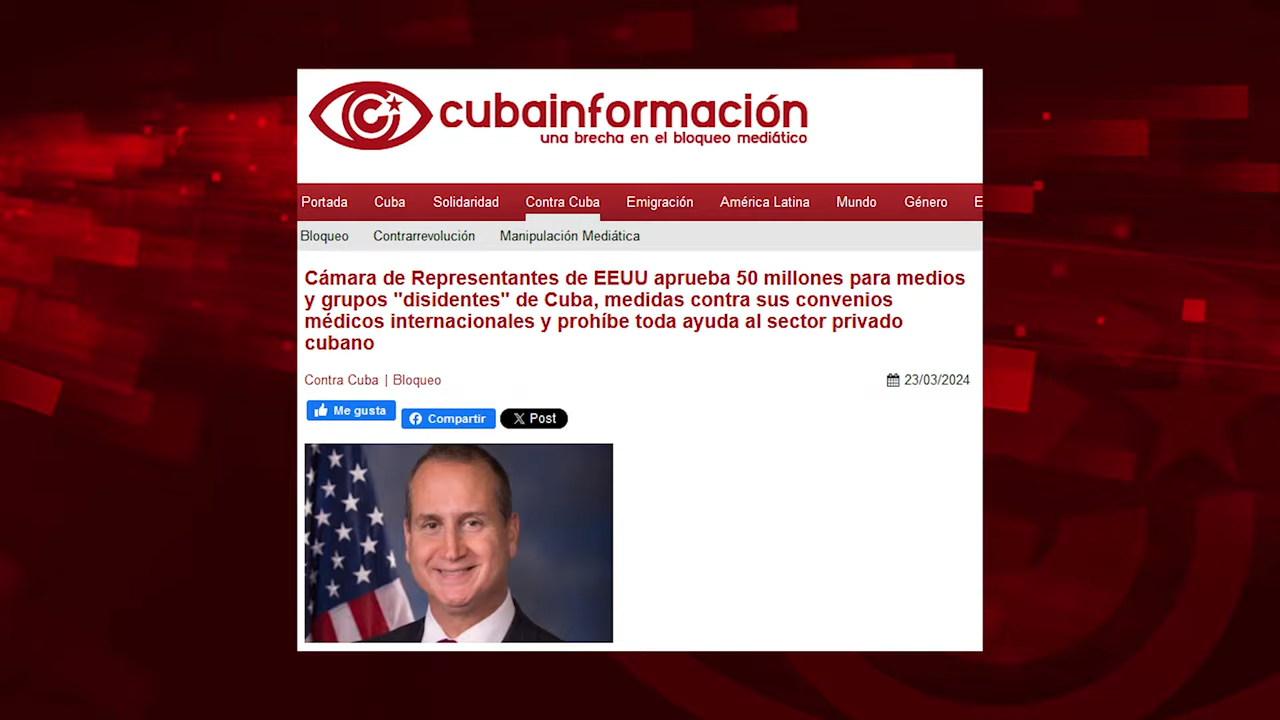 cubainformación
una brecha en el bloqueo mediático
Portada Cuba Solidaridad Contra Cuba Emigración América Latina Mundo Género E
Bloqueo Contrarrevolución Manipulación Mediática
Cámara de Representantes de EEUU aprueba 50 millones para medios
y grupos "disidentes" de Cuba, medidas contra sus convenios
médicos internacionales y prohíbe toda ayuda al sector privado
cubano
Contra Cuba | Bloqueo 23/03/2024
Me gusta Compartir X Post